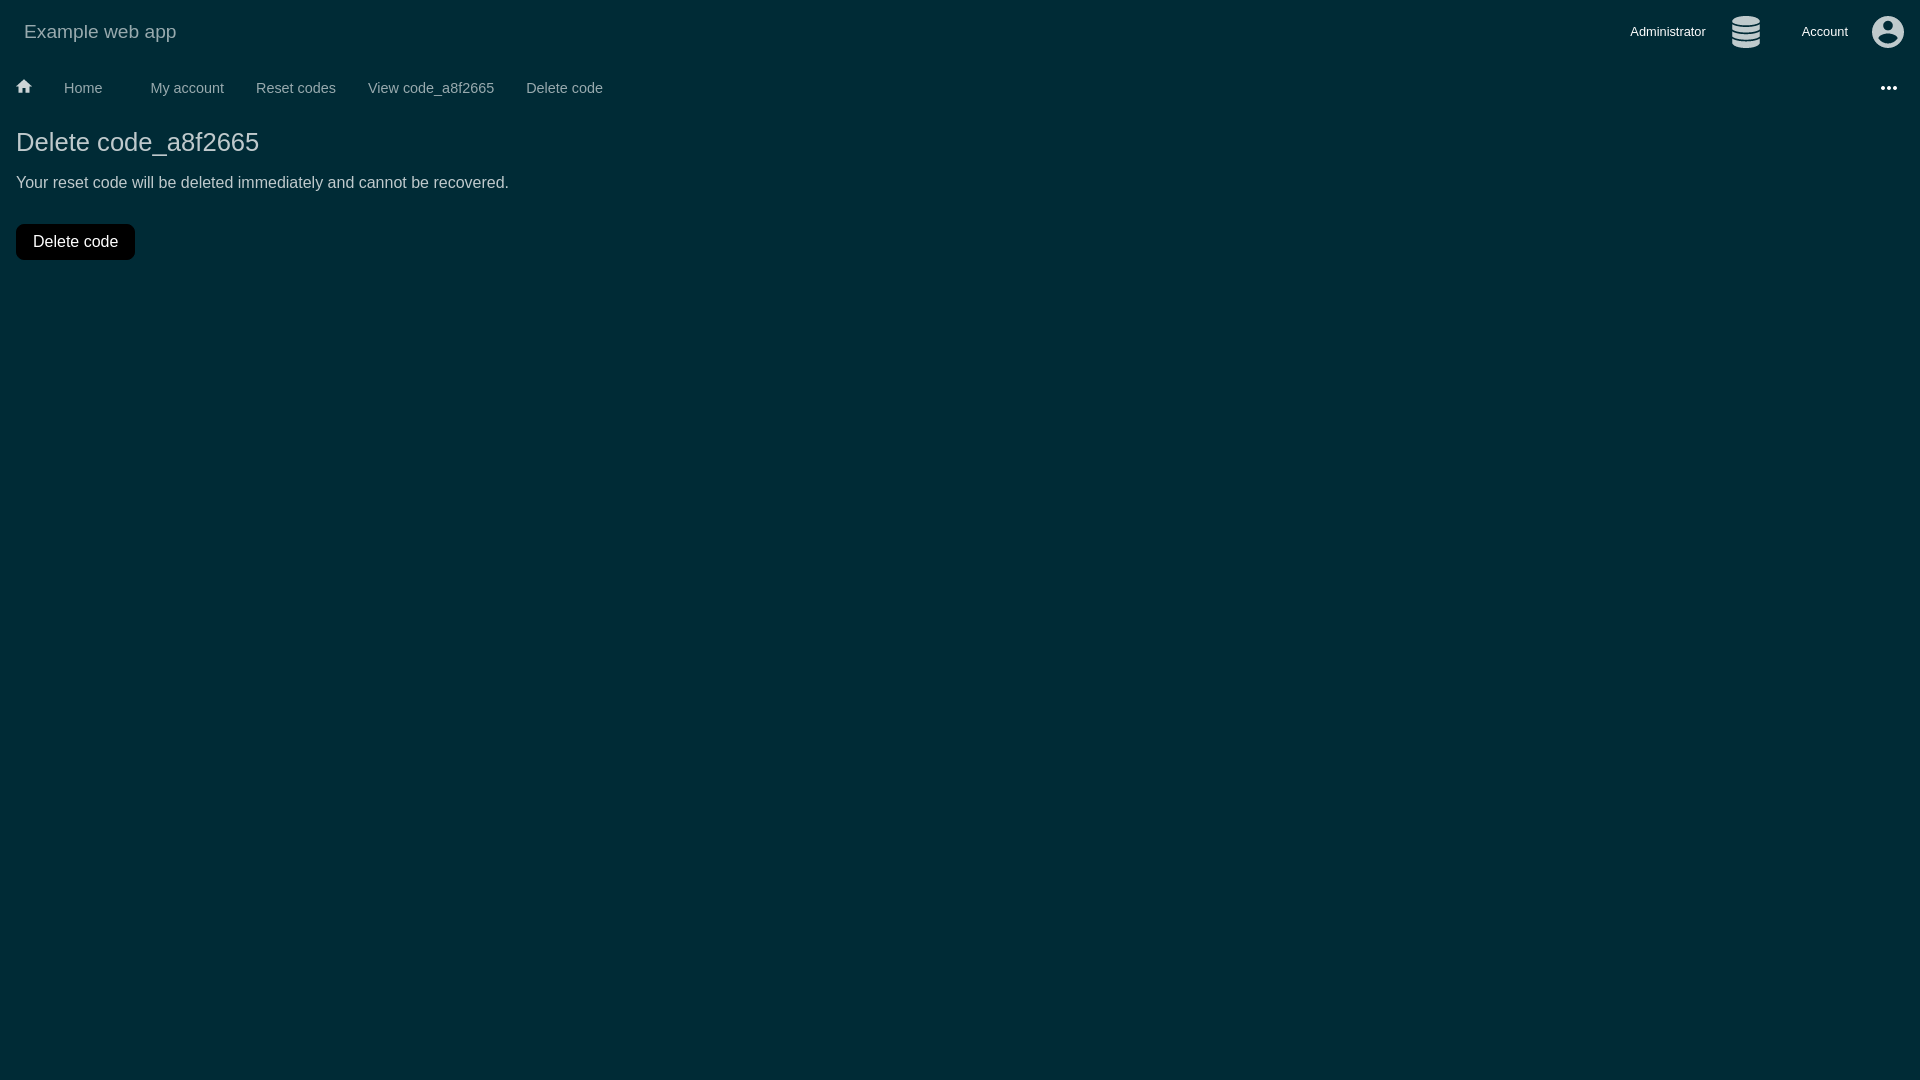 Example web app
Administrator
Account
Home
My account
Reset codes
View code_a8f2665
Delete code
Delete code_a8f2665
Your reset code will be deleted immediately and cannot be recovered.
Delete code